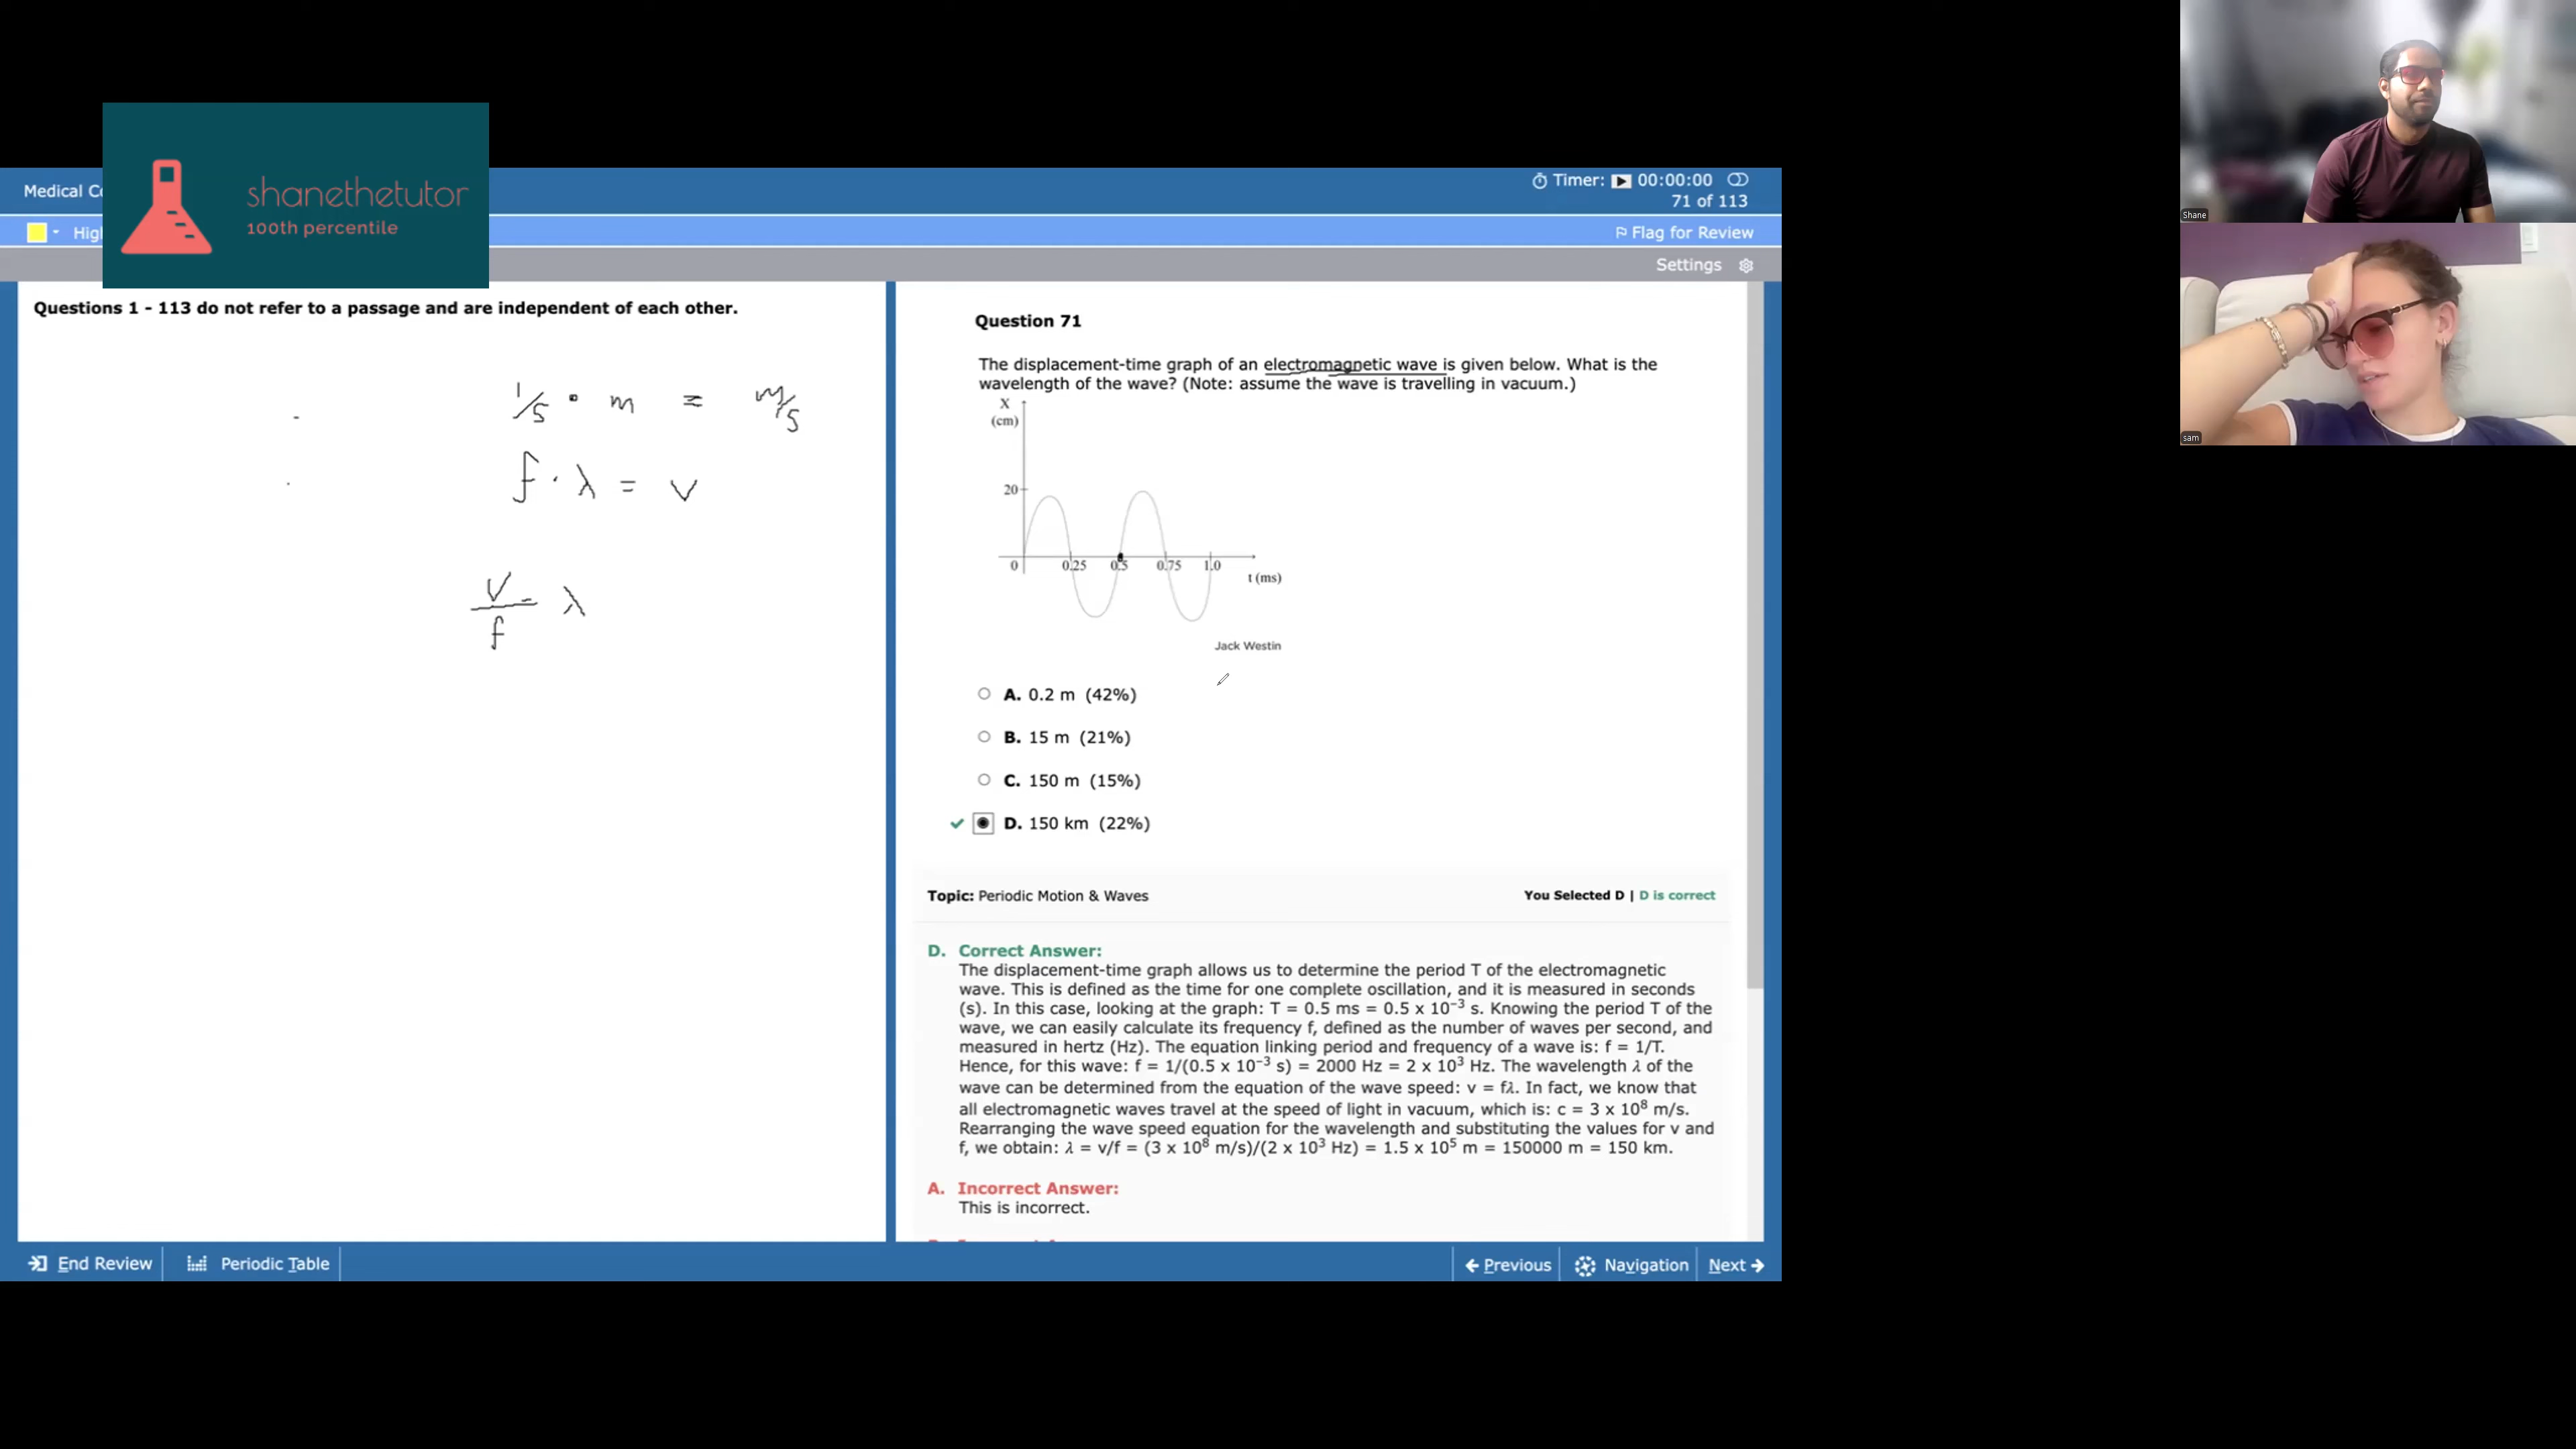 shanethetutor
100th percentile
Medical Co
Timer: 00:00:00
71 of 113
High
Flag for Review
Settings
Questions 1 - 113 do not refer to a passage and are independent of each other.
1/s · m = m/s
f · λ = v
v/f = λ
Question 71
The displacement-time graph of an electromagnetic wave is given below. What is the
wavelength of the wave? (Note: assume the wave is travelling in vacuum.)
X
(cm)
20
0 0.25 0.5 0.75 1.0
t (ms)
Jack Westin
A. 0.2 m (42%)
B. 15 m (21%)
C. 150 m (15%)
D. 150 km (22%)
Topic: Periodic Motion & Waves
You Selected D | D is correct
D. Correct Answer:
The displacement-time graph allows us to determine the period T of the electromagnetic
wave. This is defined as the time for one complete oscillation, and it is measured in seconds
(s). In this case, looking at the graph: T = 0.5 ms = 0.5 x 10⁻³ s. Knowing the period T of the
wave, we can easily calculate its frequency f, defined as the number of waves per second, and
measured in hertz (Hz). The equation linking period and frequency of a wave is: f = 1/T.
Hence, for this wave: f = 1/(0.5 x 10⁻³ s) = 2000 Hz = 2 x 10³ Hz. The wavelength λ of the
wave can be determined from the equation of the wave speed: v = fλ. In fact, we know that
all electromagnetic waves travel at the speed of light in vacuum, which is: c = 3 x 10⁸ m/s.
Rearranging the wave speed equation for the wavelength and substituting the values for v and
f, we obtain: λ = v/f = (3 x 10⁸ m/s)/(2 x 10³ Hz) = 1.5 x 10⁵ m = 150000 m = 150 km.
A. Incorrect Answer:
This is incorrect.
End Review
Periodic Table
Previous
Navigation
Next
Shane
sam